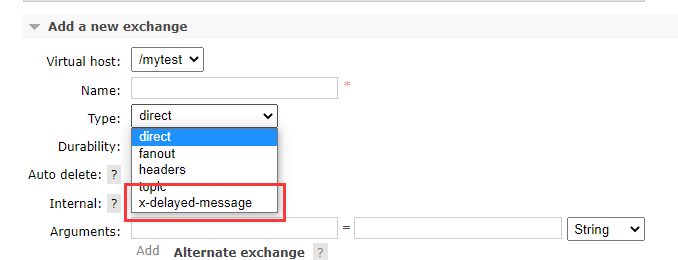 Add a new exchange
Virtual host: /mytest
Name: *
Type: direct
direct
fanout
Durability:
headers
Auto delete: ?
topic
Internal: ? x-delayed-message
Arguments: = String
Add Alternate exchange ?